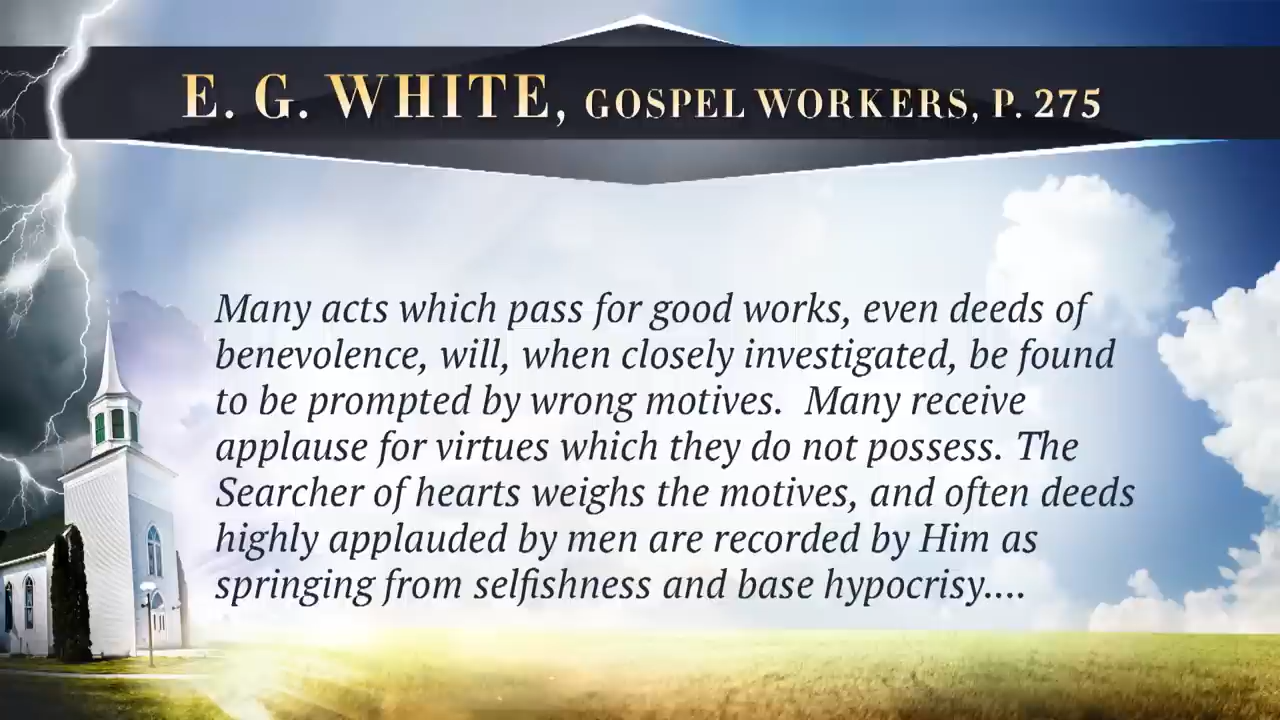 E. G. WHITE, GOSPEL WORKERS, P. 275
Many acts which pass for good works, even deeds of
benevolence, will, when closely investigated, be found
to be prompted by wrong motives.  Many receive
applause for virtues which they do not possess. The
Searcher of hearts weighs the motives, and often deeds
highly applauded by men are recorded by Him as
springing from selfishness and base hypocrisy....